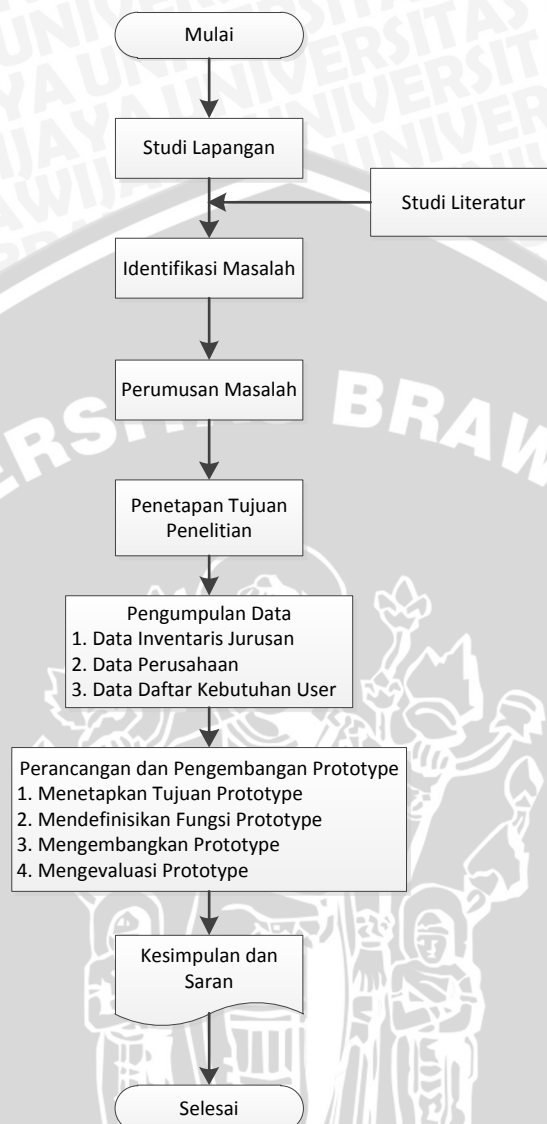 Mulai
Studi Lapangan
Studi Literatur
Identifikasi Masalah
Perumusan Masalah
Penetapan Tujuan
Penelitian
Pengumpulan Data
1. Data Inventaris Jurusan
2. Data Perusahaan
3. Data Daftar Kebutuhan User
Perancangan dan Pengembangan Prototype
1. Menetapkan Tujuan Prototype
2. Mendefinisikan Fungsi Prototype
3. Mengembangkan Prototype
4. Mengevaluasi Prototype
Kesimpulan dan
Saran
Selesai